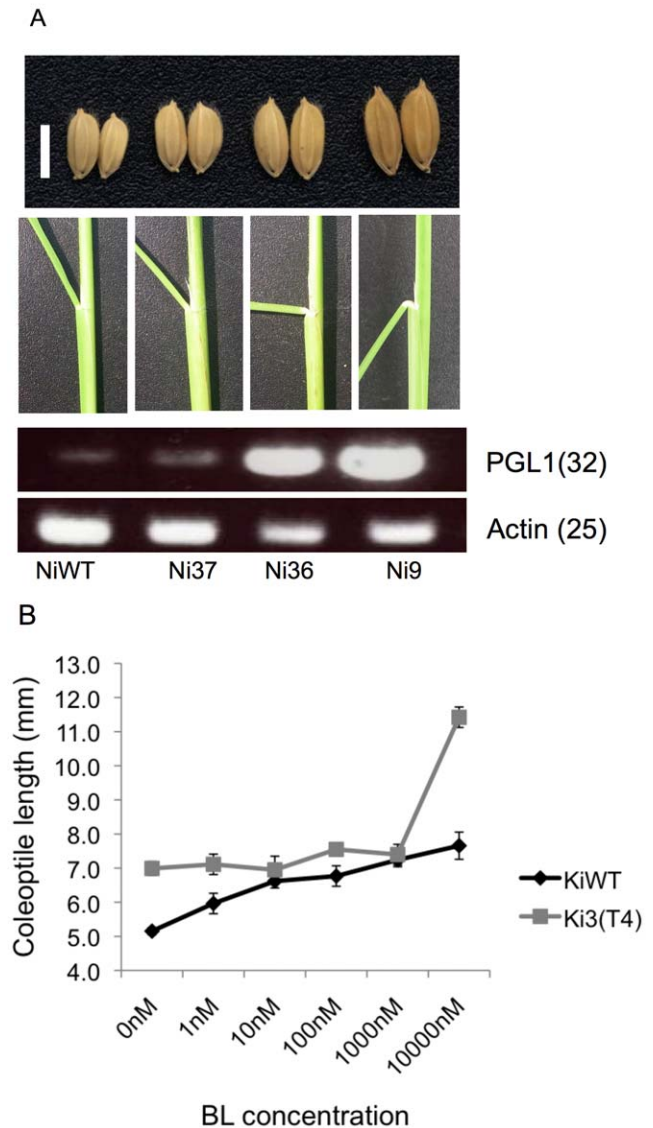 A
PGL1(32)
Actin (25)
NiWT Ni37 Ni36 Ni9
B
Coleoptile length (mm)
13.0
12.0
11.0
10.0
9.0
8.0
7.0
6.0
5.0
4.0
KiWT
Ki3(T4)
0nM 1nM 10nM 100nM 1000nM 10000nM
BL concentration